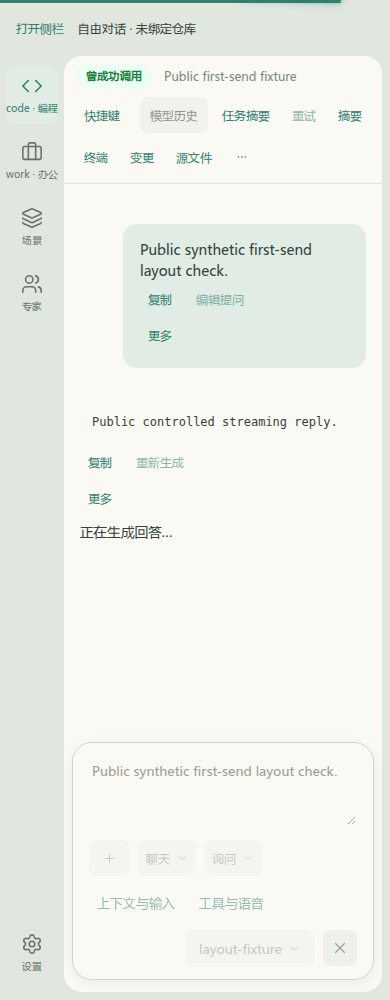 打开侧栏 自由对话 · 未绑定仓库
code · 编程
work · 办公
场景
专家
设置
曾成功调用 Public first-send fixture
快捷键 模型历史 任务摘要 重试 摘要
终端 变更 源文件 ···
Public synthetic first-send
layout check.
复制 编辑提问
更多
Public controlled streaming reply.
复制 重新生成
更多
正在生成回答...
Public synthetic first-send layout check.
聊天 询问
上下文与输入 工具与语音
layout-fixture